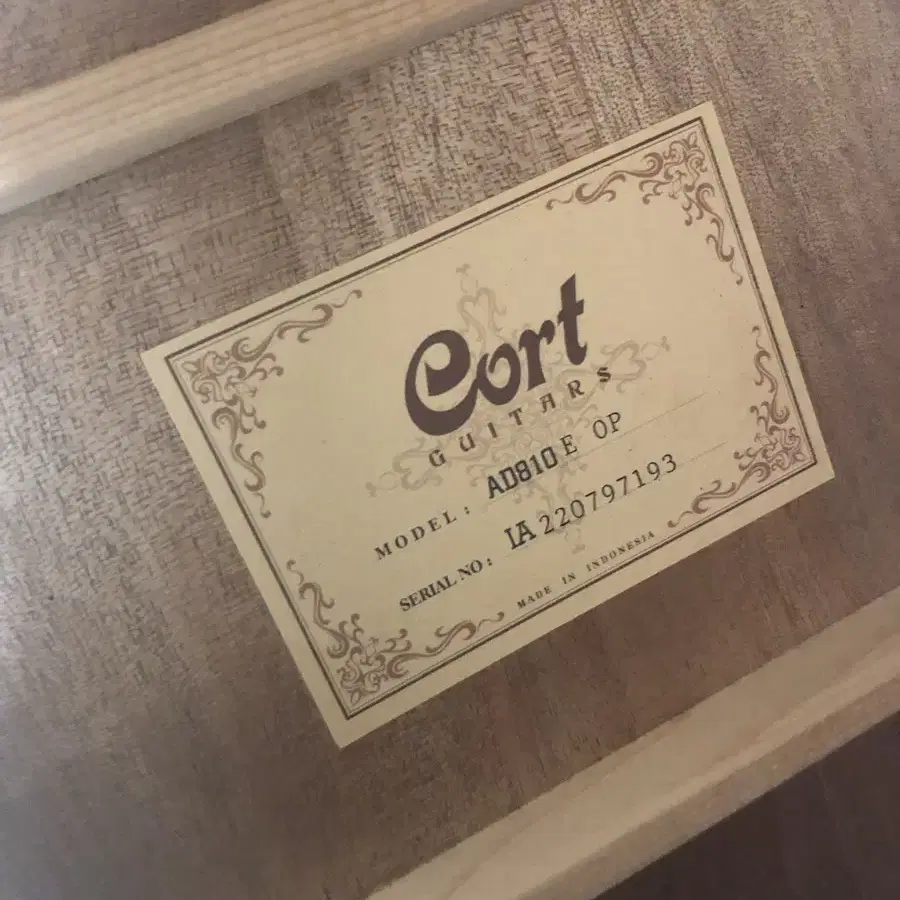 Cort
GUITARS
MODEL: AD810E OP
SERIAL NO: IA220797193
MADE IN INDONESIA